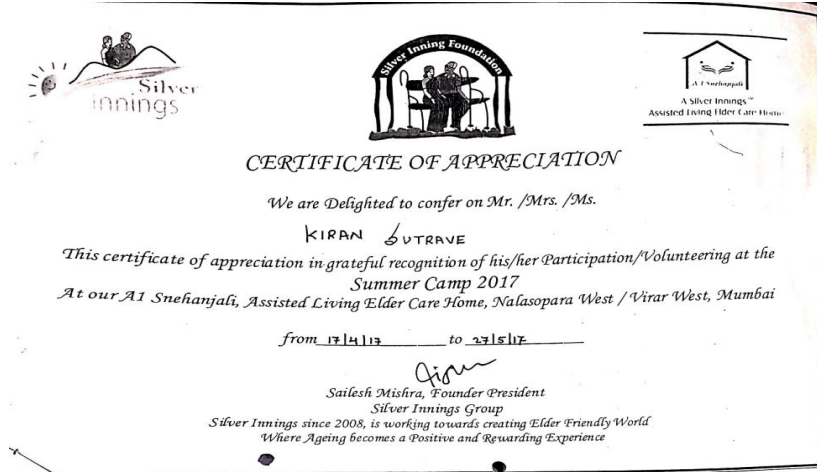 Silver
innings
Silver Inning Foundation
A 1 Snehanjali
A Silver Innings™
Assisted Living Elder Care Home
CERTIFICATE OF APPRECIATION
We are Delighted to confer on Mr. /Mrs. /Ms.
KIRAN SUTRAVE
This certificate of appreciation in grateful recognition of his/her Participation/Volunteering at the
Summer Camp 2017
At our A1 Snehanjali, Assisted Living Elder Care Home, Nalasopara West / Virar West, Mumbai
from 17/4/17 to 27/5/17
Sailesh Mishra, Founder President
Silver Innings Group
Silver Innings since 2008, is working towards creating Elder Friendly World
Where Ageing becomes a Positive and Rewarding Experience